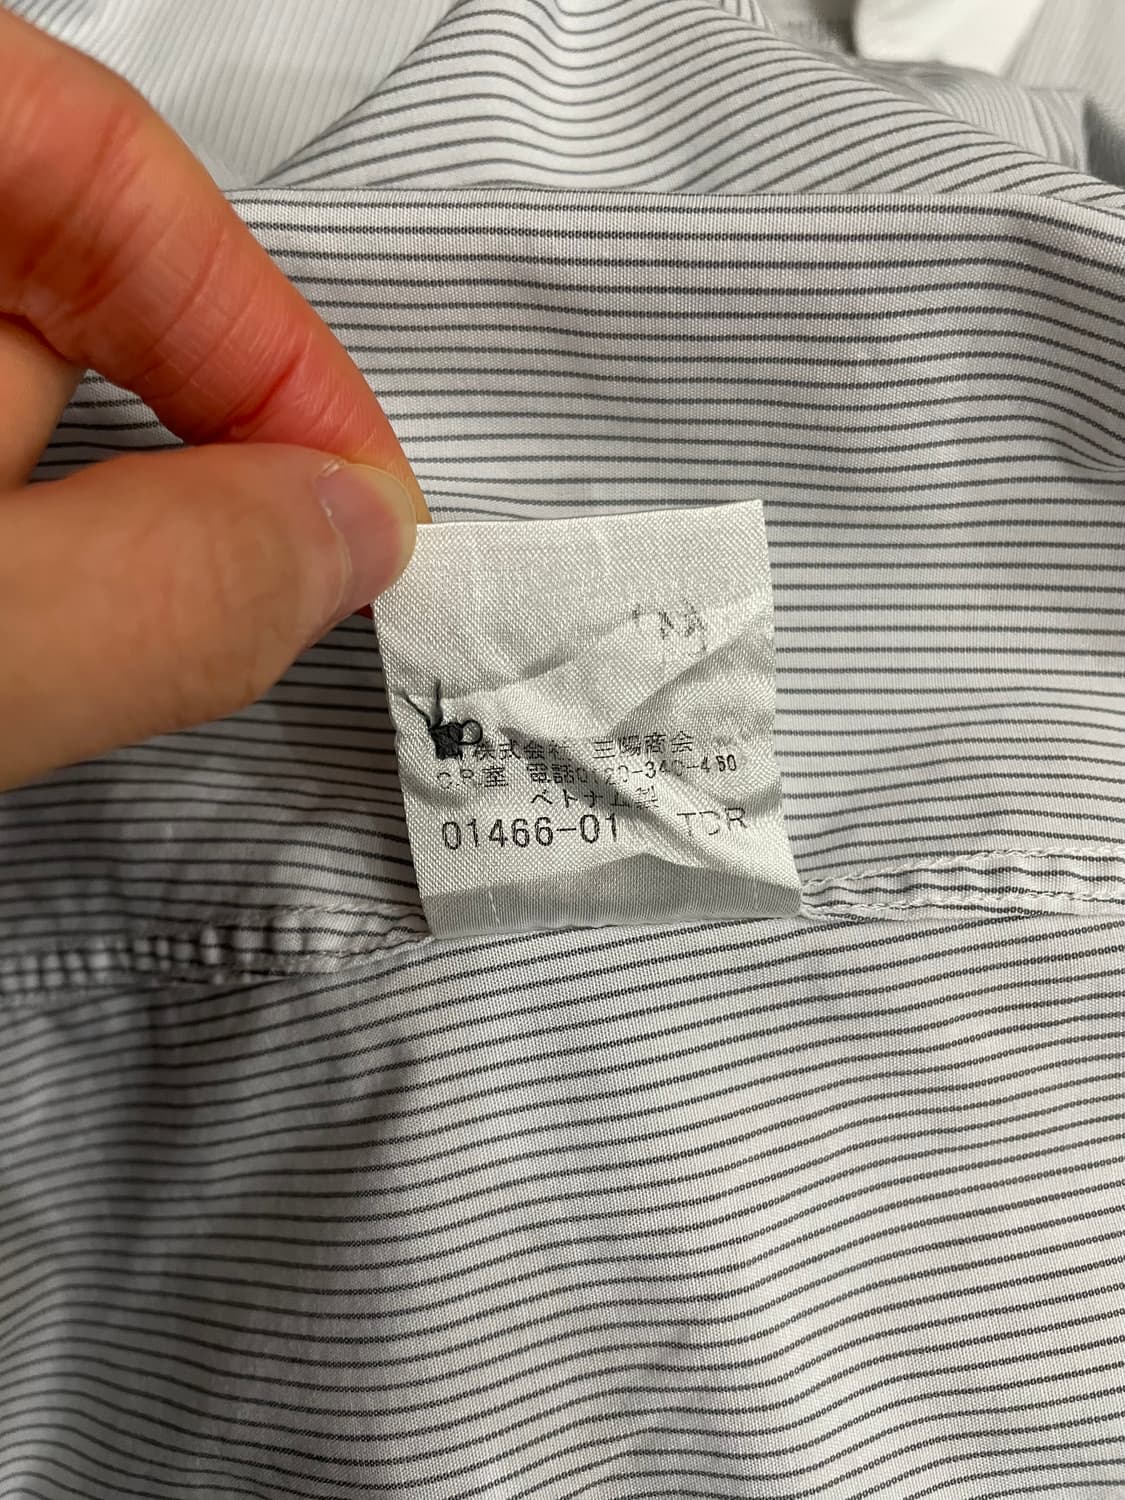 M
株式会社 三陽商会
CR室 電話0120-340-460
ベトナム製
01466-01 TDR